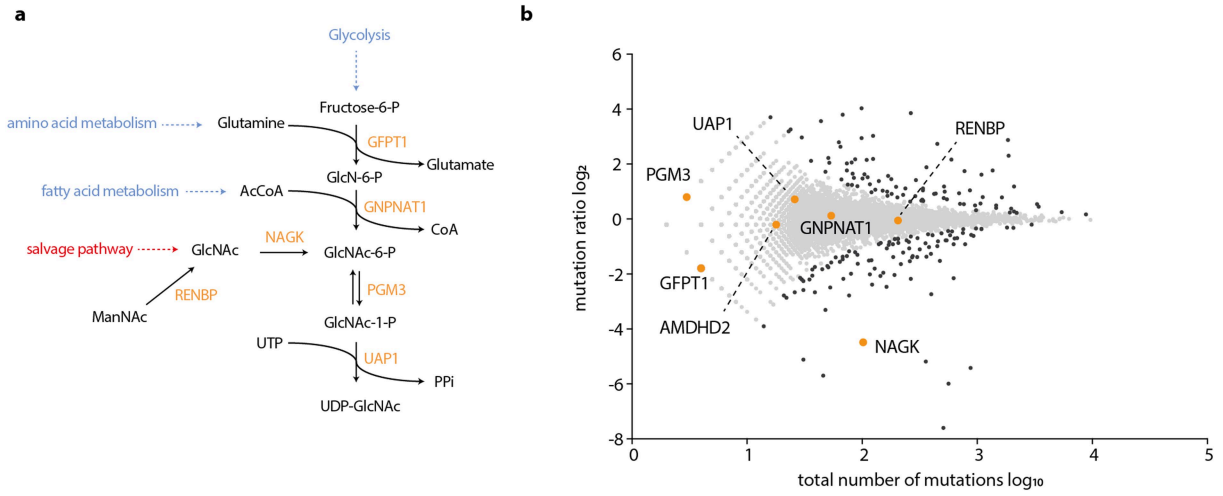 a
Glycolysis
Fructose-6-P
amino acid metabolism
Glutamine
GFPT1
Glutamate
GlcN-6-P
fatty acid metabolism
AcCoA
GNPNAT1
CoA
salvage pathway
GlcNAc
NAGK
GlcNAc-6-P
RENBP
PGM3
ManNAc
GlcNAc-1-P
UTP
UAP1
PPi
UDP-GlcNAc
b
mutation ratio log₂
6
4
2
0
-2
-4
-6
-8
UAP1
RENBP
PGM3
GNPNAT1
GFPT1
AMDHD2
NAGK
0 1 2 3 4 5
total number of mutations log₁₀